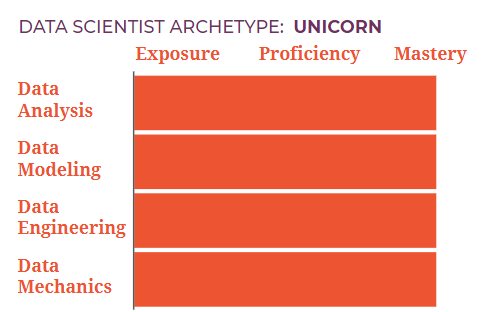 DATA SCIENTIST ARCHETYPE: UNICORN
Exposure Proficiency Mastery
Data
Analysis
Data
Modeling
Data
Engineering
Data
Mechanics